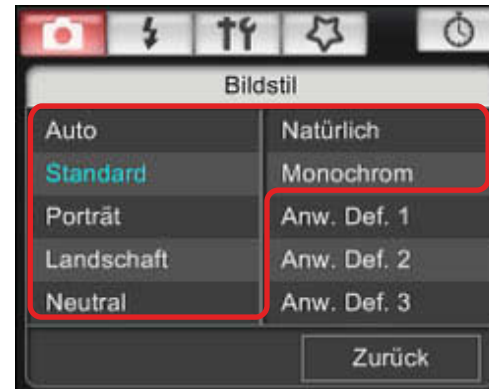 Bildstil
Auto
Standard
Porträt
Landschaft
Neutral
Natürlich
Monochrom
Anw. Def. 1
Anw. Def. 2
Anw. Def. 3
Zurück